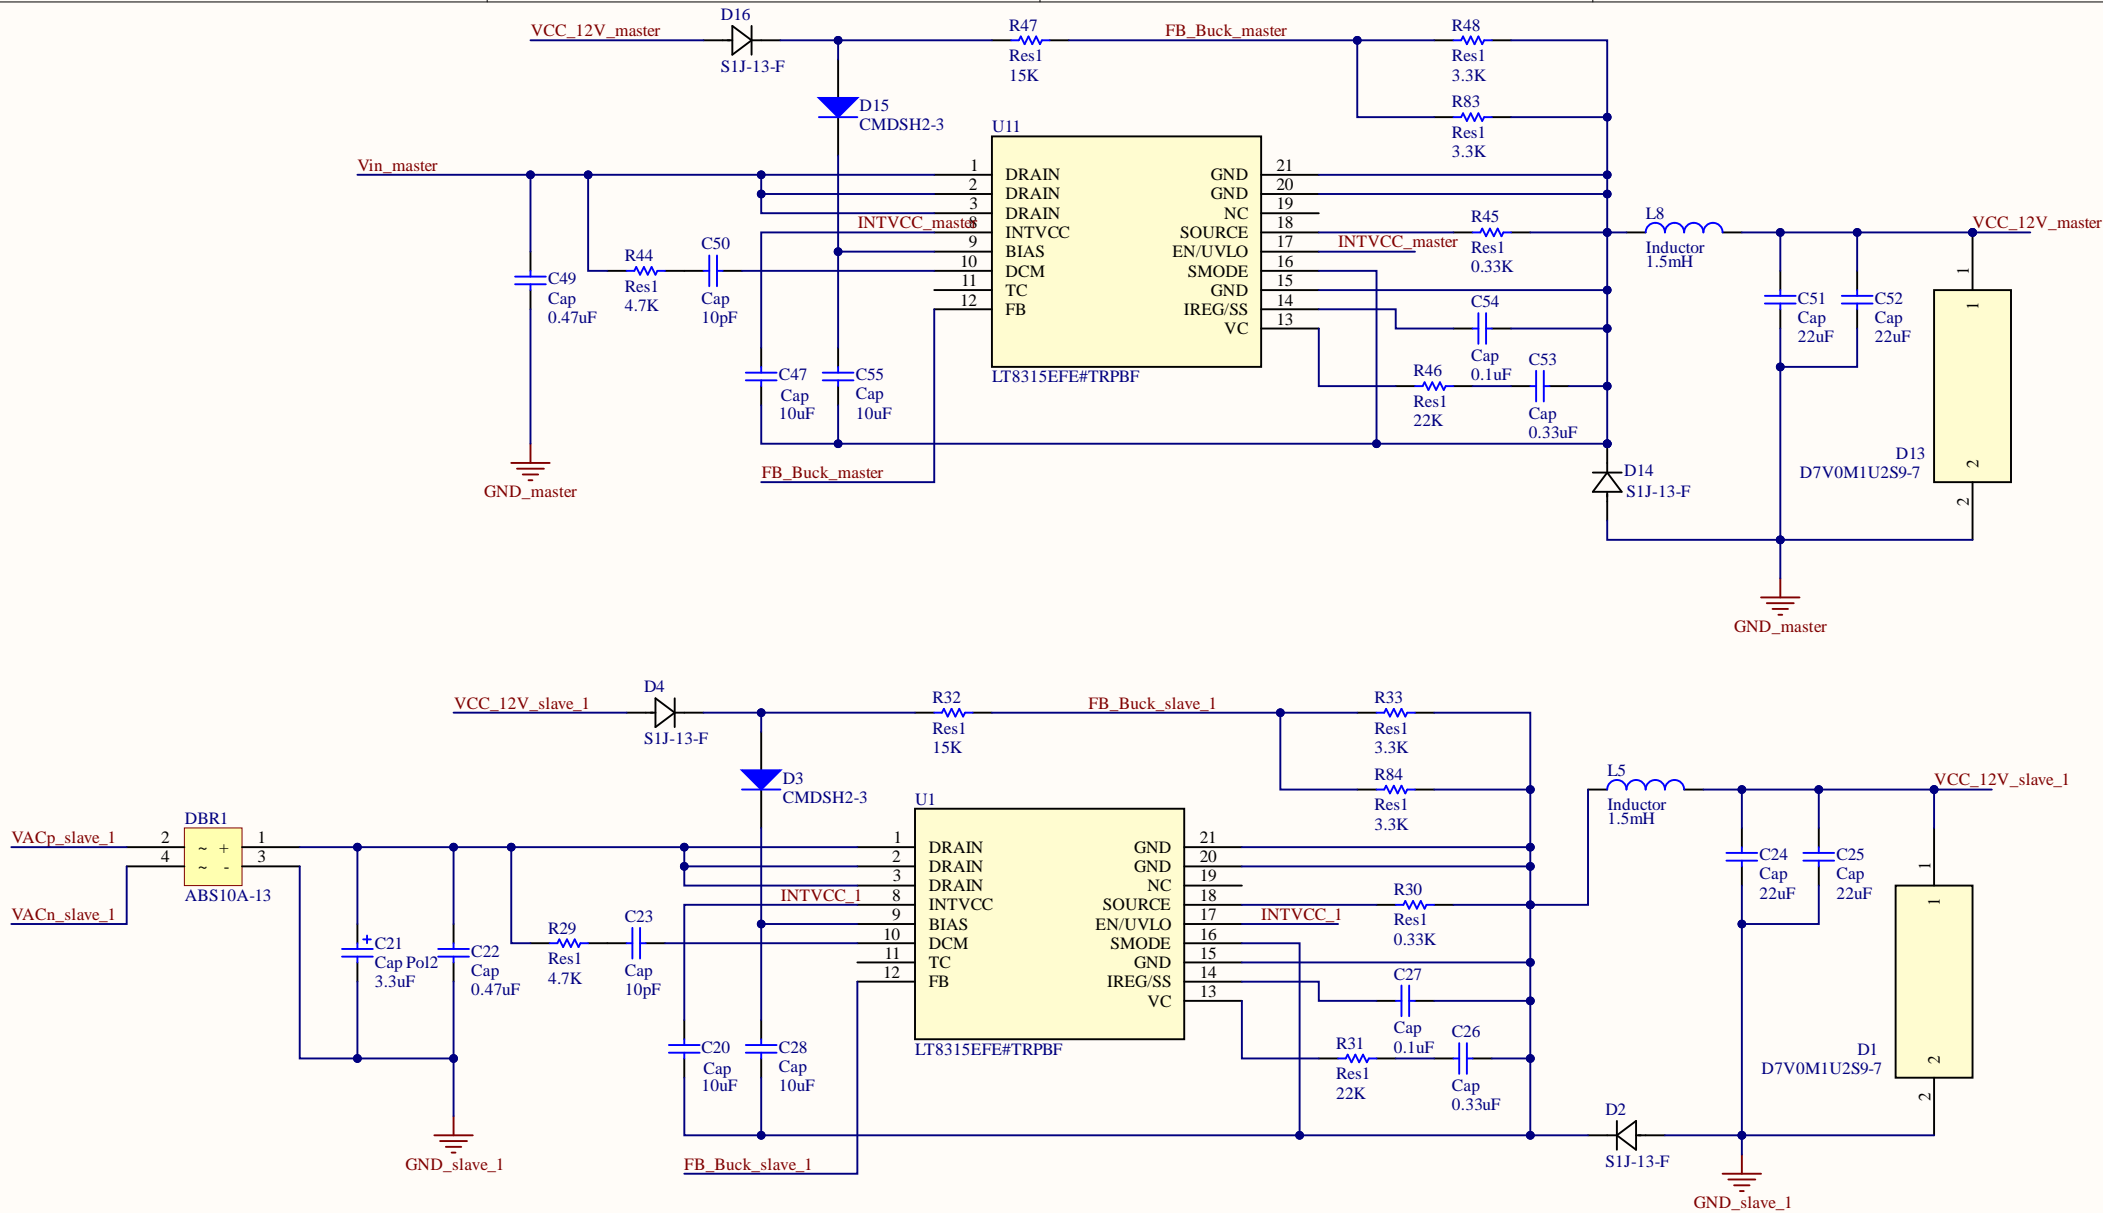 D16
VCC_12V_master
S1J-13-F
R47
Res1
15K
FB_Buck_master
R48
Res1
3.3K
R83
Res1
3.3K
D15
CMDSH2-3
U11
Vin_master
1 DRAIN GND 21
2 DRAIN GND 20
3 DRAIN NC 19
INTVCC_master
8 INTVCC SOURCE 18
9 BIAS EN/UVLO 17
10 DCM SMODE 16
11 TC GND 15
12 FB IREG/SS 14
VC 13
LT8315EFE#TRPBF
INTVCC_master
R45
Res1
0.33K
L8
Inductor
1.5mH
VCC_12V_master
C49
Cap
0.47uF
R44
Res1
4.7K
C50
Cap
10pF
C54
Cap
0.1uF
C51
Cap
22uF
C52
Cap
22uF
1
1
C47
Cap
10uF
C55
Cap
10uF
R46
Res1
22K
C53
Cap
0.33uF
FB_Buck_master
GND_master
D14
S1J-13-F
D13
D7V0M1U2S9-7
2
2
GND_master
D4
VCC_12V_slave_1
S1J-13-F
R32
Res1
15K
FB_Buck_slave_1
R33
Res1
3.3K
R84
Res1
3.3K
D3
CMDSH2-3
U1
L5
Inductor
1.5mH
VCC_12V_slave_1
DBR1
VACp_slave_1
2 ~ + 1
4 ~ - 3
ABS10A-13
VACn_slave_1
1 DRAIN GND 21
2 DRAIN GND 20
3 DRAIN NC 19
INTVCC_1
8 INTVCC SOURCE 18
9 BIAS EN/UVLO 17
10 DCM SMODE 16
11 TC GND 15
12 FB IREG/SS 14
VC 13
LT8315EFE#TRPBF
INTVCC_1
R30
Res1
0.33K
C24
Cap
22uF
C25
Cap
22uF
1
1
+
C21
Cap Pol2
3.3uF
C22
Cap
0.47uF
R29
Res1
4.7K
C23
Cap
10pF
C27
Cap
0.1uF
C20
Cap
10uF
C28
Cap
10uF
R31
Res1
22K
C26
Cap
0.33uF
D1
D7V0M1U2S9-7
2
2
D2
S1J-13-F
GND_slave_1
FB_Buck_slave_1
GND_slave_1